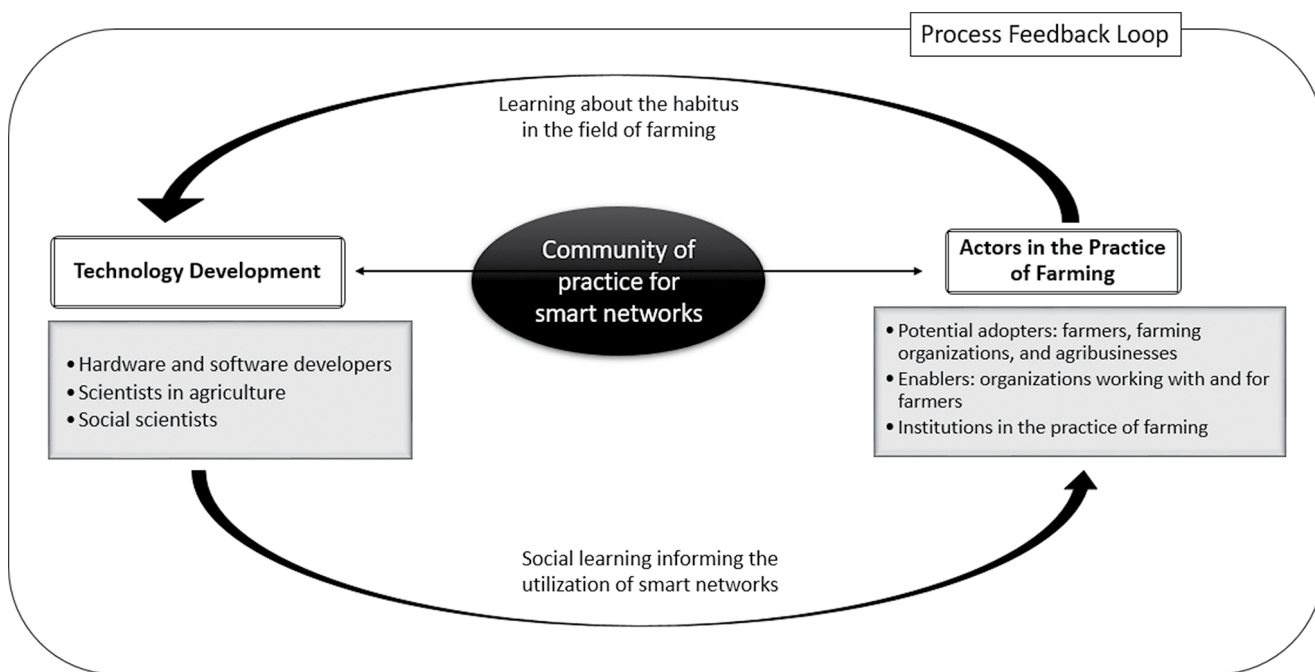 Process Feedback Loop
Learning about the habitus
in the field of farming
Technology Development
• Hardware and software developers
• Scientists in agriculture
• Social scientists
Community of
practice for
smart networks
Actors in the Practice
of Farming
• Potential adopters: farmers, farming
organizations, and agribusinesses
• Enablers: organizations working with and for
farmers
• Institutions in the practice of farming
Social learning informing the
utilization of smart networks